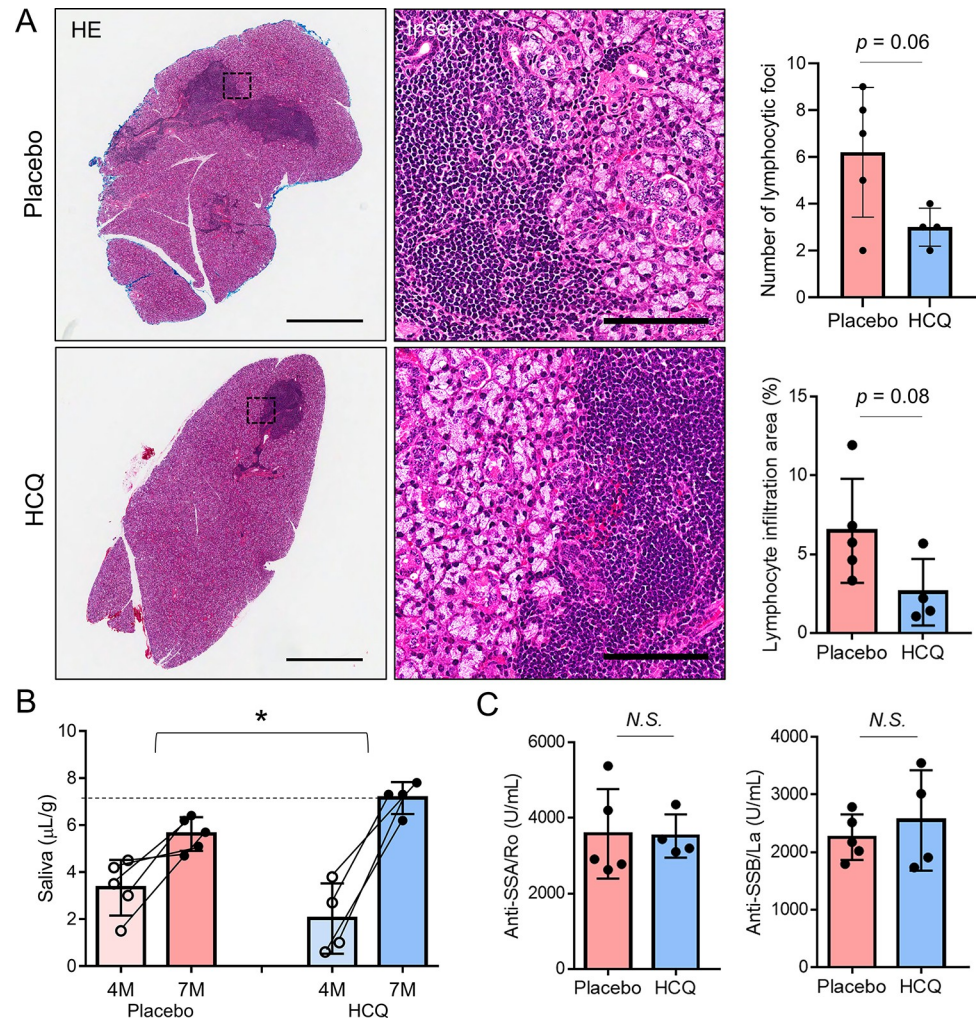 A
HE
Inset
Placebo
HCQ
p = 0.06
Number of lymphocytic foci
10
8
6
4
2
0
Placebo HCQ
p = 0.08
Lymphocyte infiltration area (%)
15
10
5
0
Placebo HCQ
B
*
Saliva (μL/g)
10
8
6
4
2
0
4M 7M 4M 7M
Placebo HCQ
C
N.S.
Anti-SSA/Ro (U/mL)
6000
4000
2000
0
Placebo HCQ
N.S.
Anti-SSB/La (U/mL)
4000
3000
2000
1000
0
Placebo HCQ